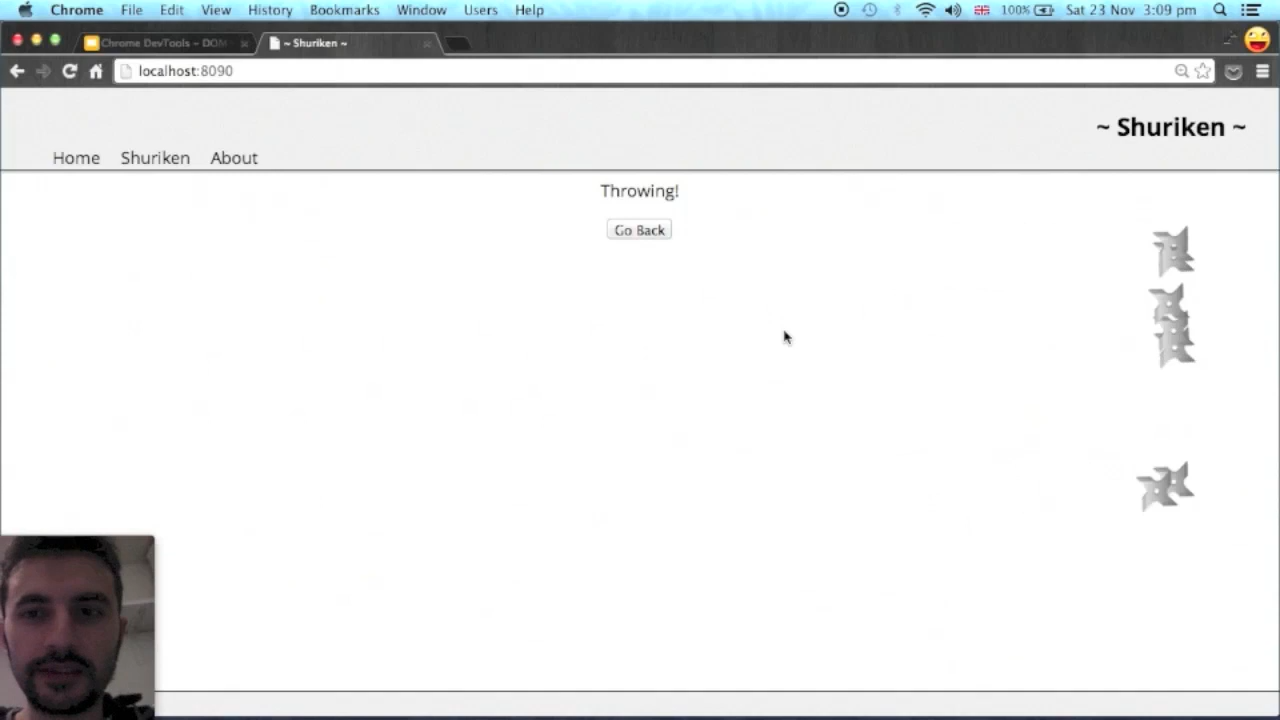 Chrome File Edit View History Bookmarks Window Users Help 100% Sat 23 Nov 3:09 pm
Chrome DevTools - DOM ~ Shuriken ~
localhost:8090
~ Shuriken ~
Home Shuriken About
Throwing!
Go Back